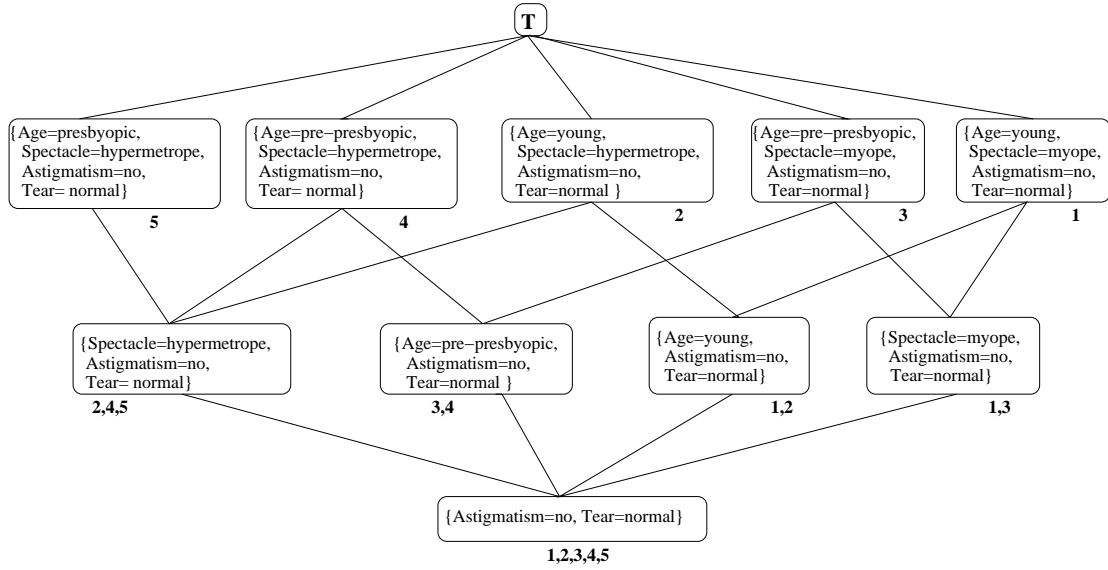 T
{Age=presbyopic,
Spectacle=hypermetrope,
Astigmatism=no,
Tear= normal}
5
{Age=pre−presbyopic,
Spectacle=hypermetrope,
Astigmatism=no,
Tear= normal}
4
{Age=young,
Spectacle=hypermetrope,
Astigmatism=no,
Tear=normal }
2
{Age=pre−presbyopic,
Spectacle=myope,
Astigmatism=no,
Tear=normal}
3
{Age=young,
Spectacle=myope,
Astigmatism=no,
Tear=normal}
1
{Spectacle=hypermetrope,
Astigmatism=no,
Tear= normal}
2,4,5
{Age=pre−presbyopic,
Astigmatism=no,
Tear=normal }
3,4
{Age=young,
Astigmatism=no,
Tear=normal}
1,2
{Spectacle=myope,
Astigmatism=no,
Tear=normal}
1,3
{Astigmatism=no, Tear=normal}
1,2,3,4,5